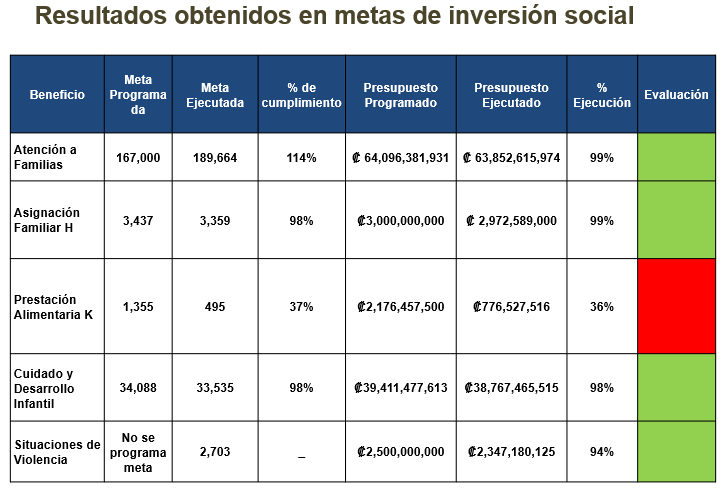 Resultados obtenidos en metas de inversión social
Beneficio
Meta
Programa
da
Meta
Ejecutada
% de
cumplimiento
Presupuesto
Programado
Presupuesto
Ejecutado
%
Ejecución
Evaluación
Atención a
Familias
167,000
189,664
114%
₡ 64,096,381,931
₡ 63,852,615,974
99%
Asignación
Familiar H
3,437
3,359
98%
₡3,000,000,000
₡ 2,972,589,000
99%
Prestación
Alimentaria K
1,355
495
37%
₡2,176,457,500
₡776,527,516
36%
Cuidado y
Desarrollo
Infantil
34,088
33,535
98%
₡39,411,477,613
₡38,767,465,515
98%
Situaciones de
Violencia
No se
programa
meta
2,703
_
₡2,500,000,000
₡2,347,180,125
94%